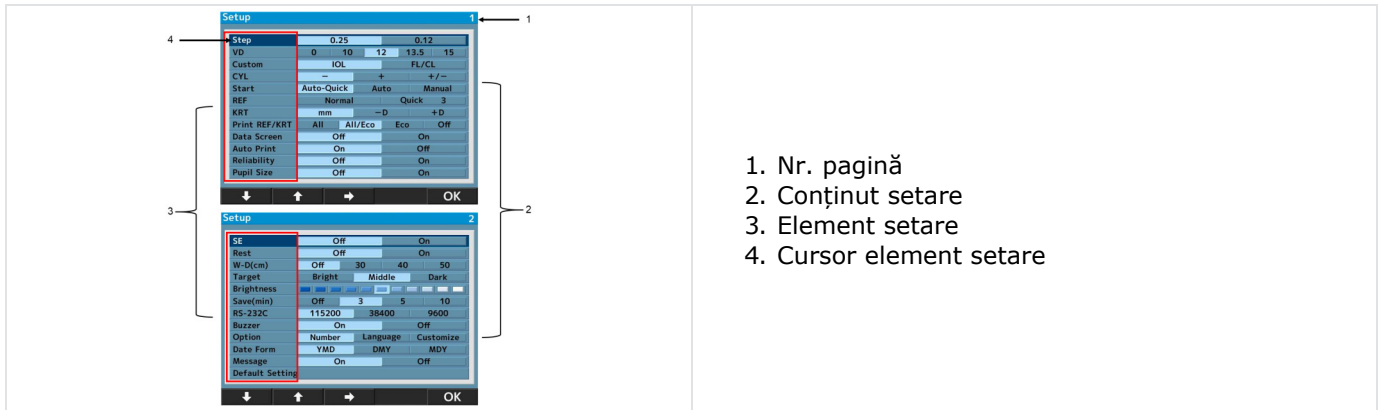 Setup 1
1
4
Step 0.25 0.12
VD 0 10 12 13.5 15
Custom IOL FL/CL
CYL − + +/−
Start Auto-Quick Auto Manual
REF Normal Quick 3
KRT mm −D +D
Print REF/KRT All All/Eco Eco Off
Data Screen Off On
Auto Print On Off
Reliability Off On
Pupil Size Off On
OK
3
2
Setup 2
SE Off On
Rest Off On
W-D(cm) Off 30 40 50
Target Bright Middle Dark
Brightness
Save(min) Off 3 5 10
RS-232C 115200 38400 9600
Buzzer On Off
Option Number Language Customize
Date Form YMD DMY MDY
Message On Off
Default Setting
OK
1. Nr. pagină
2. Conținut setare
3. Element setare
4. Cursor element setare